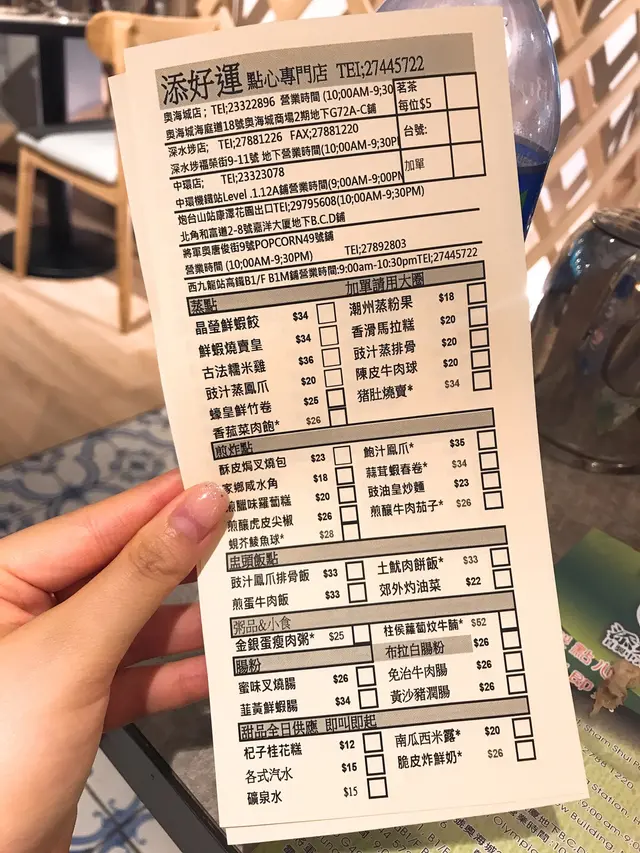 添好運 點心專門店 TEl;27445722
奧海城店; TEl;23322896 營業時間 (10;00AM-9;30
奧海城海庭道18號奧海城商場2期地下G72A-C鋪
深水埗店; TEl;27881226 FAX;27881220
深水埗福榮街9-11號 地下營業時間(10;00AM-9;30P
中環店; TEl;23323078
中環機鐵站Level .1.12A鋪營業時間(9;00AM-9;00P
炮台山站康澤花園出口TEl;29795608(10;00AM-9;30PM)
北角和富道2-8號嘉洋大厦地下B.C.D鋪
將軍奧唐俊街9號POPCORN49號鋪
營業時間 (10;00AM-9;30PM) TEl;27892803
西九龍站高鐵B1/F B1M鋪營業時間:9:00am-10:30pmTEl;27445722
茗茶
每位$5
台號:
加單
蒸點 加單請用大圈
晶瑩鮮蝦餃 $34
鮮蝦燒賣皇 $34
古法糯米雞 $36
豉汁蒸鳳爪 $20
蠔皇鮮竹卷 $25
香菰菜肉飽* $26
潮州蒸粉果 $18
香滑馬拉糕 $20
豉汁蒸排骨 $20
陳皮牛肉球 $20
猪肚燒賣* $34
煎炸點
酥皮焗叉燒包 $23
家鄉咸水角 $18
煎臘味羅蔔糕 $20
煎釀虎皮尖椒 $26
蜆芥鯪魚球* $28
鮑汁鳳爪* $35
蒜茸蝦春卷* $34
豉油皇炒麵 $23
煎釀牛肉茄子* $26
盅頭飯點
豉汁鳳爪排骨飯 $33
煎蛋牛肉飯 $33
土魷肉餅飯* $33
郊外灼油菜 $22
粥品&小食
金銀蛋瘦肉粥* $25
柱侯蘿蔔炆牛腩* $52
腸粉
蜜味叉燒腸 $26
韮黃鮮蝦腸 $34
布拉白腸粉 $26
免治牛肉腸 $26
黃沙豬潤腸 $26
甜品全日供應 即叫即起
杞子桂花糕 $12
各式汽水 $15
礦泉水 $15
南瓜西米露* $20
脆皮炸鮮奶* $26